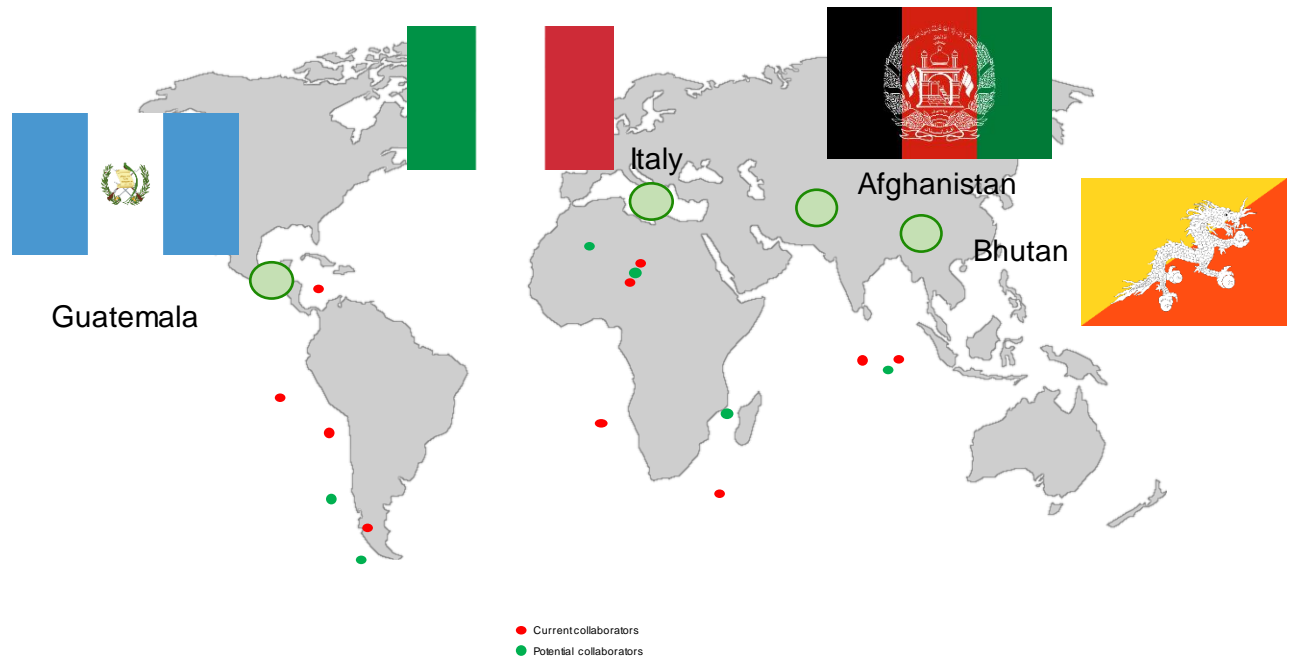 Italy
Afghanistan
Bhutan
Guatemala
Current collaborators
Potential collaborators